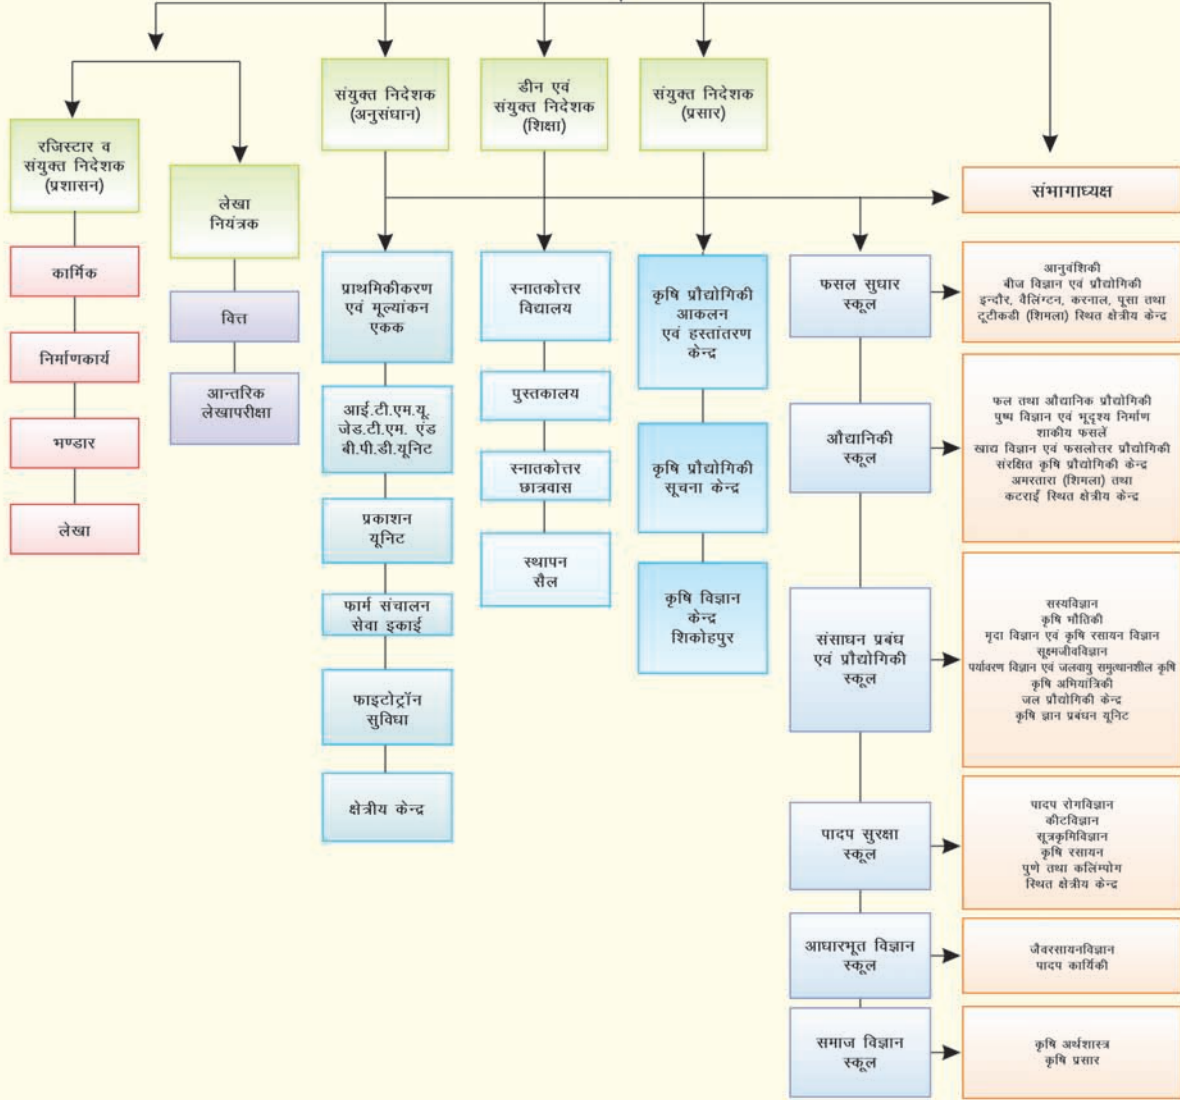 संयुक्त निदेशक
(अनुसंधान)
डीन एवं
संयुक्त निदेशक
(शिक्षा)
संयुक्त निदेशक
(प्रसार)
रजिस्टार व
संयुक्त निदेशक
(प्रशासन)
लेखा
नियंत्रक
संभागाध्यक्ष
कार्मिक
निर्माणकार्य
भण्डार
लेखा
वित्त
आन्तरिक
लेखापरीक्षा
प्राथमिकीकरण
एवं मूल्यांकन
एकक
आई.टी.एम.यू.
जेड.टी.एम. एंड
बी.पी.डी.यूनिट
प्रकाशन
यूनिट
फार्म संचालन
सेवा इकाई
फाइटोट्रॉन
सुविधा
क्षेत्रीय केन्द्र
स्नातकोत्तर
विद्यालय
पुस्तकालय
स्नातकोत्तर
छात्रवास
स्थापन
सैल
कृषि प्रौद्योगिकी
आकलन
एवं हस्तांतरण
केन्द्र
कृषि प्रौद्योगिकी
सूचना केन्द्र
कृषि विज्ञान
केन्द्र
शिकोहपुर
फसल सुधार
स्कूल
आनुवंशिकी
बीज विज्ञान एवं प्रौद्योगिकी
इन्दौर, वैलिंग्टन, करनाल, पूसा तथा
टूटीकंडी (शिमला) स्थित क्षेत्रीय केन्द्र
औद्यानिकी
स्कूल
फल तथा औद्यानिक प्रौद्योगिकी
पुष्प विज्ञान एवं भूदृश्य निर्माण
शाकीय फसलें
खाद्य विज्ञान एवं फसलोत्तर प्रौद्योगिकी
संरक्षित कृषि प्रौद्योगिकी केन्द्र
अमरतारा (शिमला) तथा
कटराईं स्थित क्षेत्रीय केन्द्र
संसाधन प्रबंध
एवं प्रौद्योगिकी
स्कूल
सस्यविज्ञान
कृषि भौतिकी
मृदा विज्ञान एवं कृषि रसायन विज्ञान
सूक्ष्मजीवविज्ञान
पर्यावरण विज्ञान एवं जलवायु समुत्थानशील कृषि
कृषि अभियांत्रिकी
जल प्रौद्योगिकी केन्द्र
कृषि ज्ञान प्रबंधन यूनिट
पादप सुरक्षा
स्कूल
पादप रोगविज्ञान
कीटविज्ञान
सूत्रकृमिविज्ञान
कृषि रसायन
पुणे तथा कलिंम्पोग
स्थित क्षेत्रीय केन्द्र
आधारभूत विज्ञान
स्कूल
जैवरसायनविज्ञान
पादप कार्यिकी
समाज विज्ञान
स्कूल
कृषि अर्थशास्त्र
कृषि प्रसार